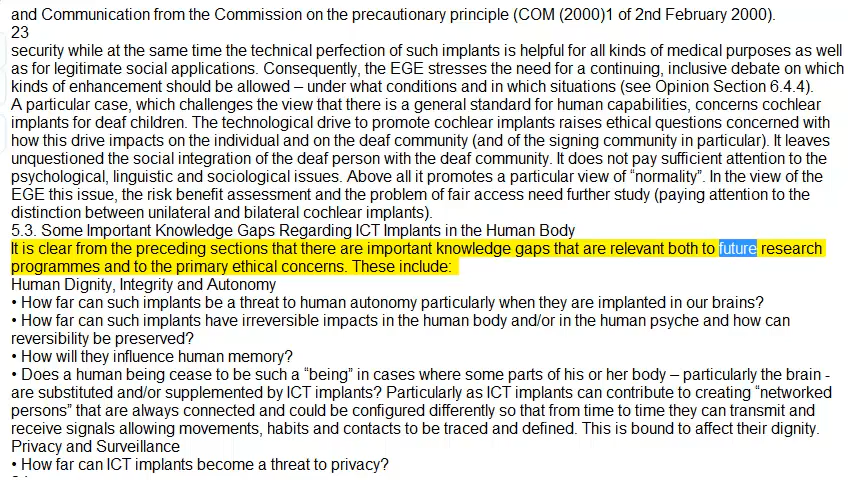 and Communication from the Commission on the precautionary principle (COM (2000)1 of 2nd February 2000).
23
security while at the same time the technical perfection of such implants is helpful for all kinds of medical purposes as well
as for legitimate social applications. Consequently, the EGE stresses the need for a continuing, inclusive debate on which
kinds of enhancement should be allowed – under what conditions and in which situations (see Opinion Section 6.4.4).
A particular case, which challenges the view that there is a general standard for human capabilities, concerns cochlear
implants for deaf children. The technological drive to promote cochlear implants raises ethical questions concerned with
how this drive impacts on the individual and on the deaf community (and of the signing community in particular). It leaves
unquestioned the social integration of the deaf person with the deaf community. It does not pay sufficient attention to the
psychological, linguistic and sociological issues. Above all it promotes a particular view of “normality”. In the view of the
EGE this issue, the risk benefit assessment and the problem of fair access need further study (paying attention to the
distinction between unilateral and bilateral cochlear implants).
5.3. Some Important Knowledge Gaps Regarding ICT Implants in the Human Body
It is clear from the preceding sections that there are important knowledge gaps that are relevant both to future research
programmes and to the primary ethical concerns. These include:
Human Dignity, Integrity and Autonomy
• How far can such implants be a threat to human autonomy particularly when they are implanted in our brains?
• How far can such implants have irreversible impacts in the human body and/or in the human psyche and how can
reversibility be preserved?
• How will they influence human memory?
• Does a human being cease to be such a “being” in cases where some parts of his or her body – particularly the brain -
are substituted and/or supplemented by ICT implants? Particularly as ICT implants can contribute to creating “networked
persons” that are always connected and could be configured differently so that from time to time they can transmit and
receive signals allowing movements, habits and contacts to be traced and defined. This is bound to affect their dignity.
Privacy and Surveillance
• How far can ICT implants become a threat to privacy?